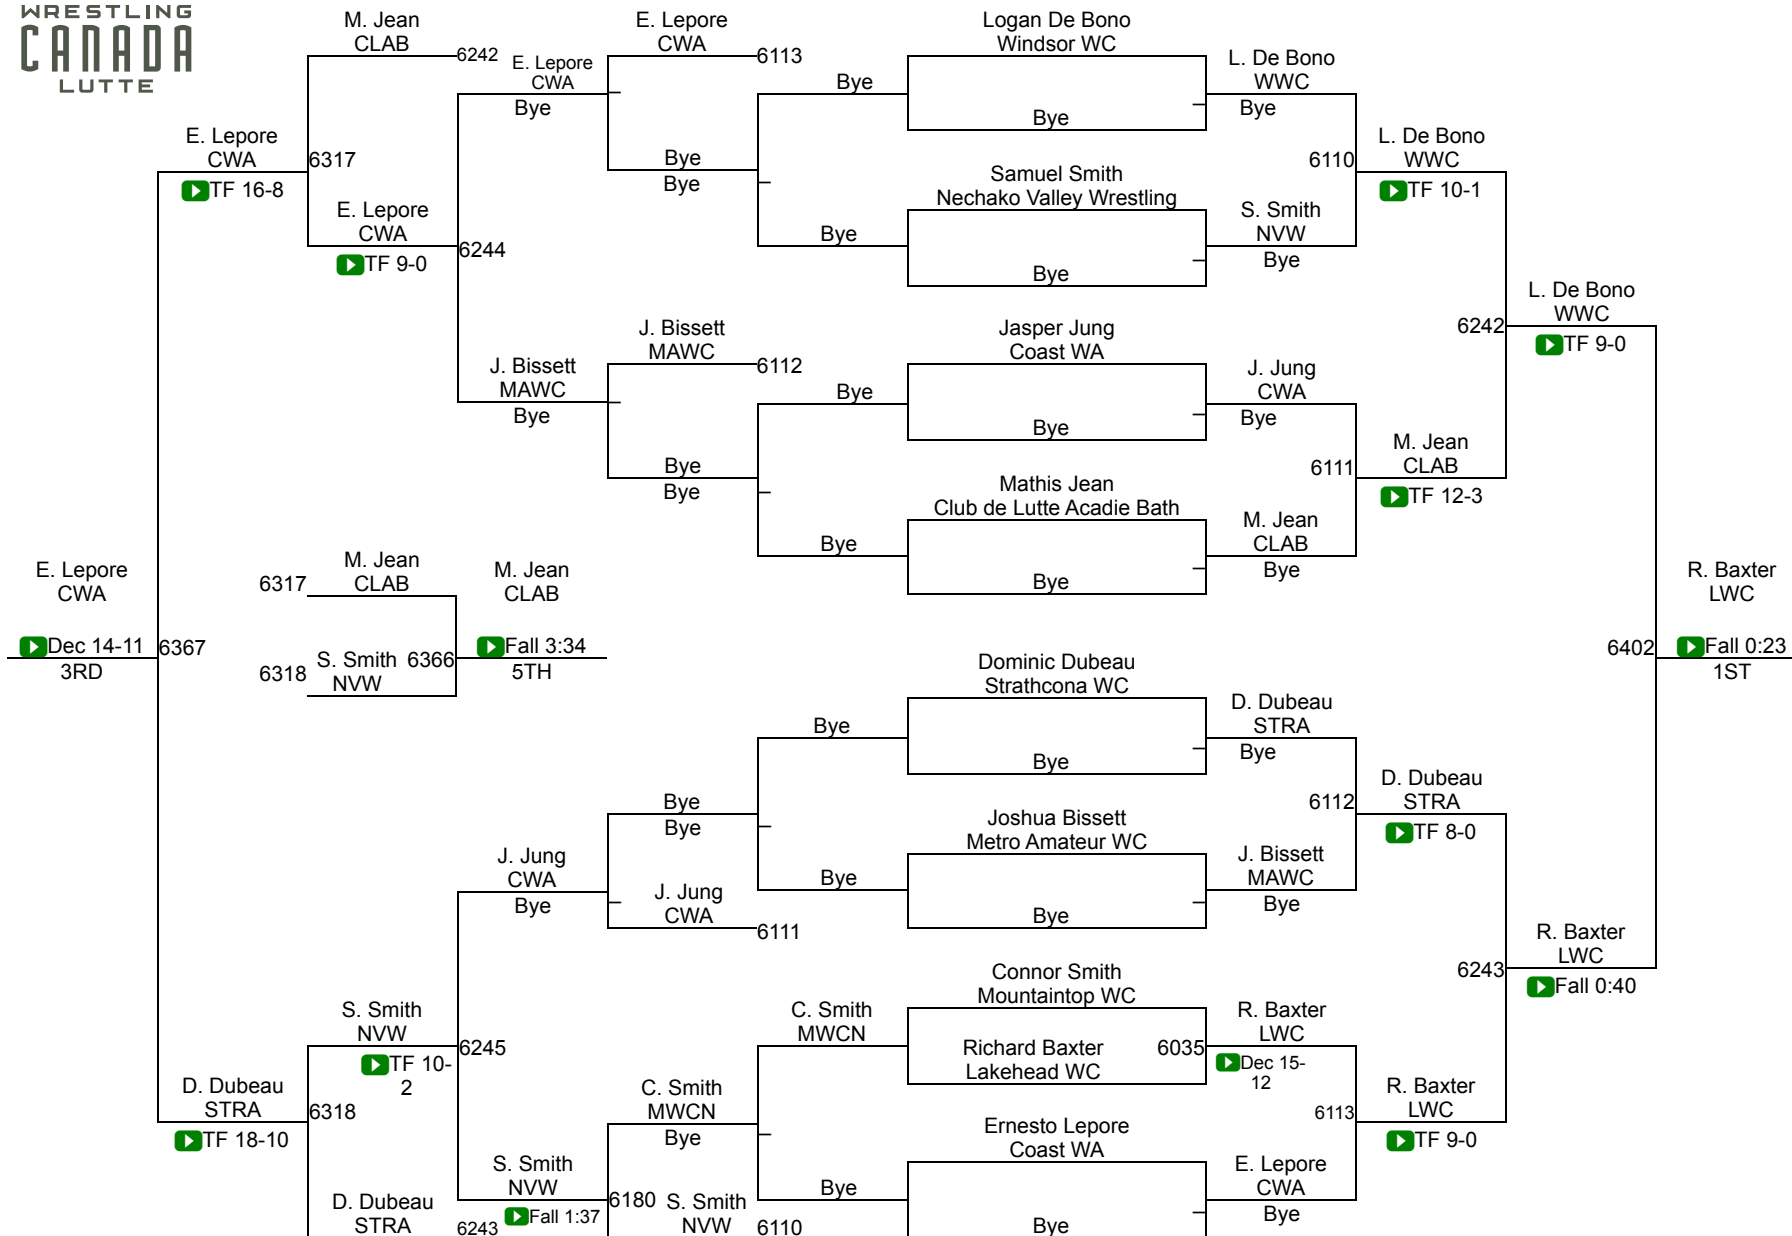 WRESTLING
CANADA
LUTTE
M. Jean
CLAB
6242
E. Lepore
CWA
Bye
E. Lepore
CWA
6113
Bye
Logan De Bono
Windsor WC
Bye
L. De Bono
WWC
Bye
E. Lepore
CWA
TF 16-8
6317
E. Lepore
CWA
TF 9-0
6244
Bye
Bye
Bye
Samuel Smith
Nechako Valley Wrestling
Bye
S. Smith
NVW
Bye
6110
L. De Bono
WWC
TF 10-1
J. Bissett
MAWC
Bye
J. Bissett
MAWC
6112
Bye
Jasper Jung
Coast WA
Bye
J. Jung
CWA
Bye
6242
L. De Bono
WWC
TF 9-0
Bye
Bye
Bye
Mathis Jean
Club de Lutte Acadie Bath
Bye
M. Jean
CLAB
Bye
6111
M. Jean
CLAB
TF 12-3
E. Lepore
CWA
Dec 14-11
3RD
6367
6317
M. Jean
CLAB
6318
S. Smith
NVW
6366
M. Jean
CLAB
Fall 3:34
5TH
6402
R. Baxter
LWC
Fall 0:23
1ST
Bye
Dominic Dubeau
Strathcona WC
Bye
D. Dubeau
STRA
Bye
6112
D. Dubeau
STRA
TF 8-0
Bye
Bye
J. Jung
CWA
Bye
J. Jung
CWA
6111
Bye
Joshua Bissett
Metro Amateur WC
Bye
J. Bissett
MAWC
Bye
6243
R. Baxter
LWC
Fall 0:40
S. Smith
NVW
TF 10-
2
6245
C. Smith
MWCN
Connor Smith
Mountaintop WC
Richard Baxter
Lakehead WC
6035
R. Baxter
LWC
Dec 15-
12
D. Dubeau
STRA
TF 18-10
6318
C. Smith
MWCN
Bye
6113
R. Baxter
LWC
TF 9-0
D. Dubeau
STRA
6243
S. Smith
NVW
Fall 1:37
6180
S. Smith
NVW
6110
Bye
Ernesto Lepore
Coast WA
Bye
E. Lepore
CWA
Bye